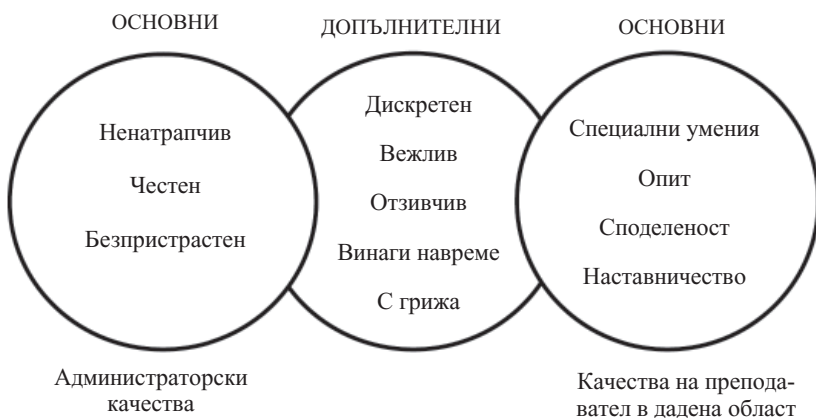 ОСНОВНИ
ДОПЪЛНИТЕЛНИ
ОСНОВНИ
Ненатрапчив
Честен
Безпристрастен
Дискретен
Вежлив
Отзивчив
Винаги навреме
С грижа
Специални умения
Опит
Споделеност
Наставничество
Администраторски
качества
Качества на препода-
вател в дадена област